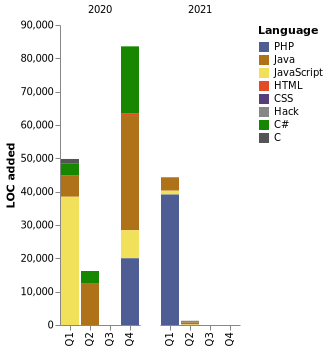 2020
2021
90,000
80,000
70,000
60,000
50,000
40,000
30,000
20,000
10,000
0
LOC added
Q1
Q2
Q3
Q4
Q1
Q2
Q3
Q4
Language
PHP
Java
JavaScript
HTML
CSS
Hack
C#
C